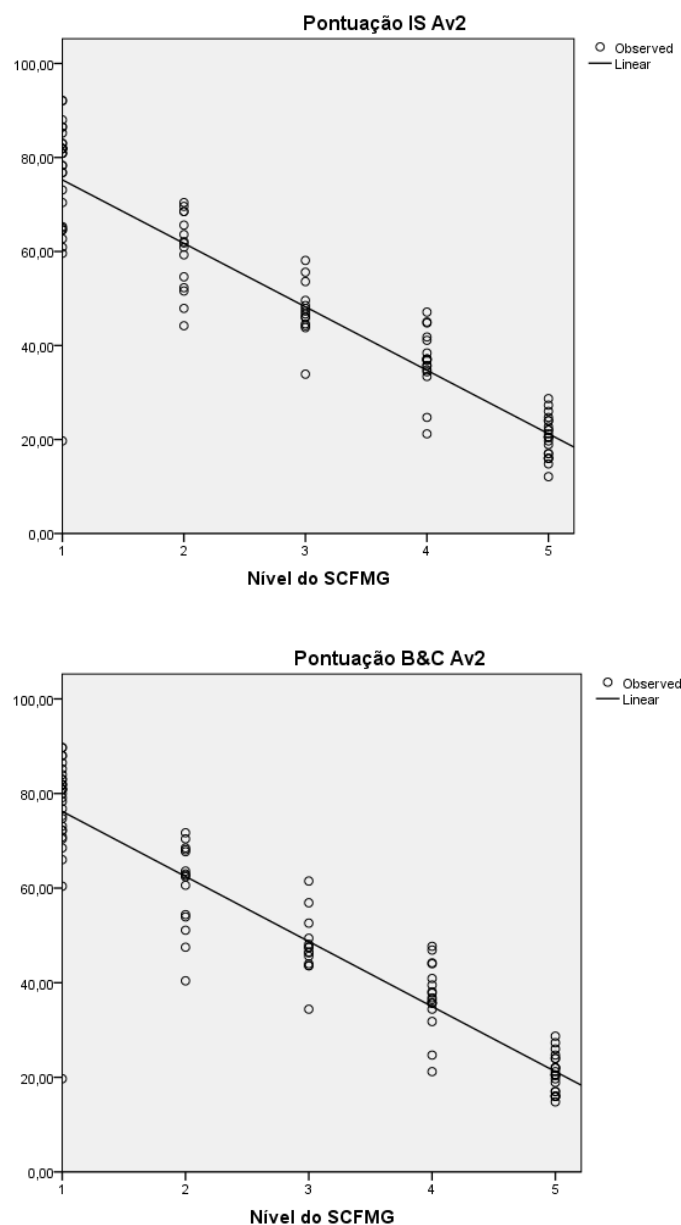 Pontuação IS Av2
Observed
Linear
100,00
80,00
60,00
40,00
20,00
0,00
1 2 3 4 5
Nível do SCFMG
Pontuação B&C Av2
Observed
Linear
100,00
80,00
60,00
40,00
20,00
0,00
1 2 3 4 5
Nível do SCFMG